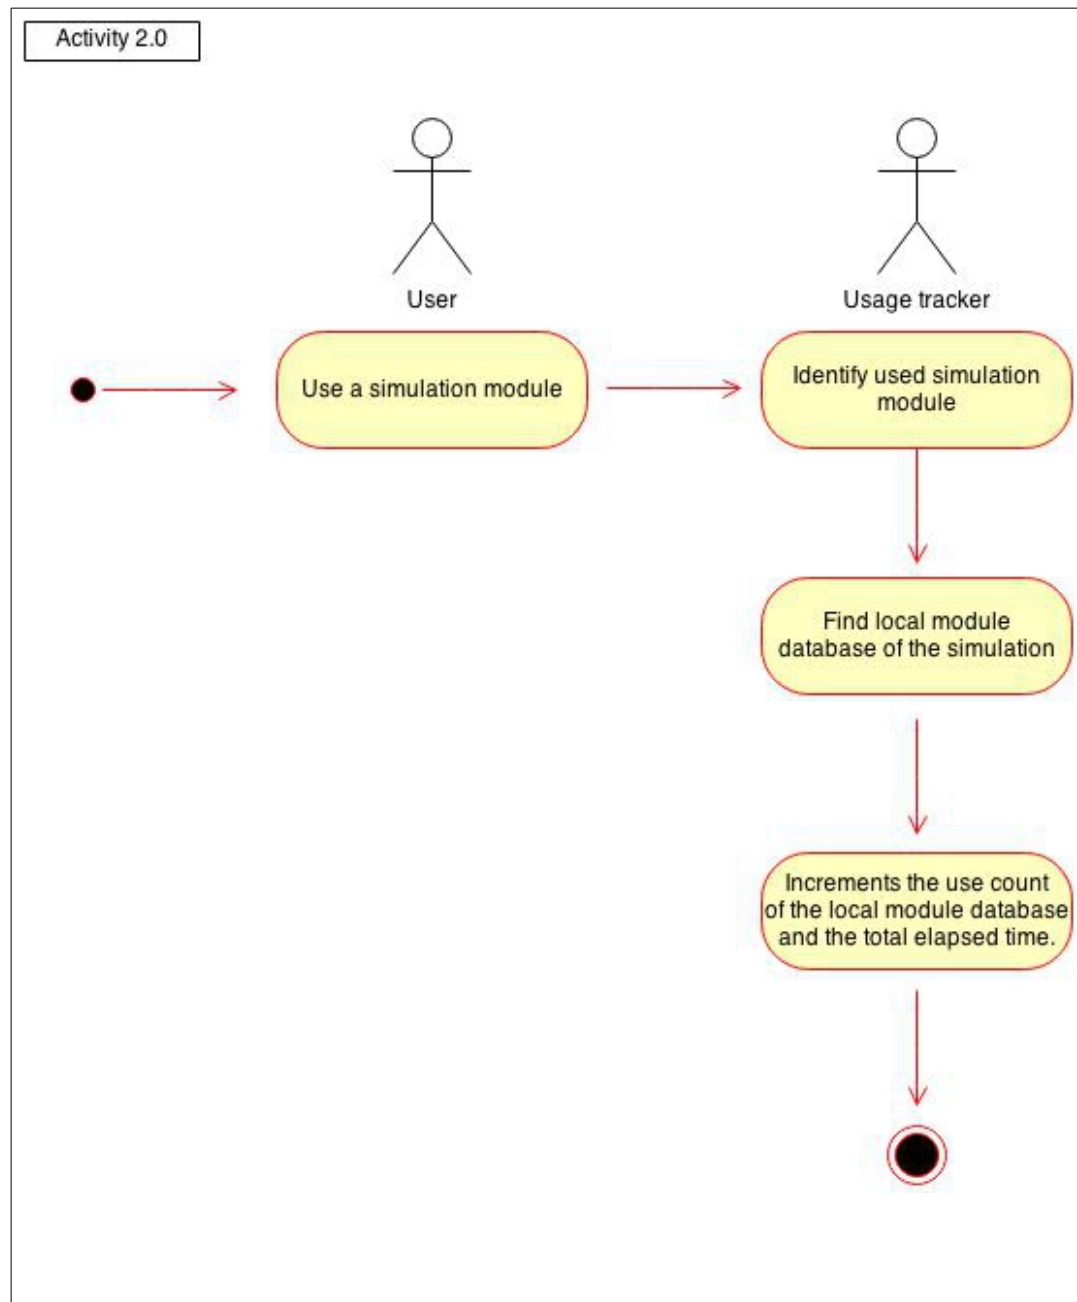 Activity 2.0
User
Usage tracker
Use a simulation module
Identify used simulation
module
Find local module
database of the simulation
Increments the use count
of the local module database
and the total elapsed time.